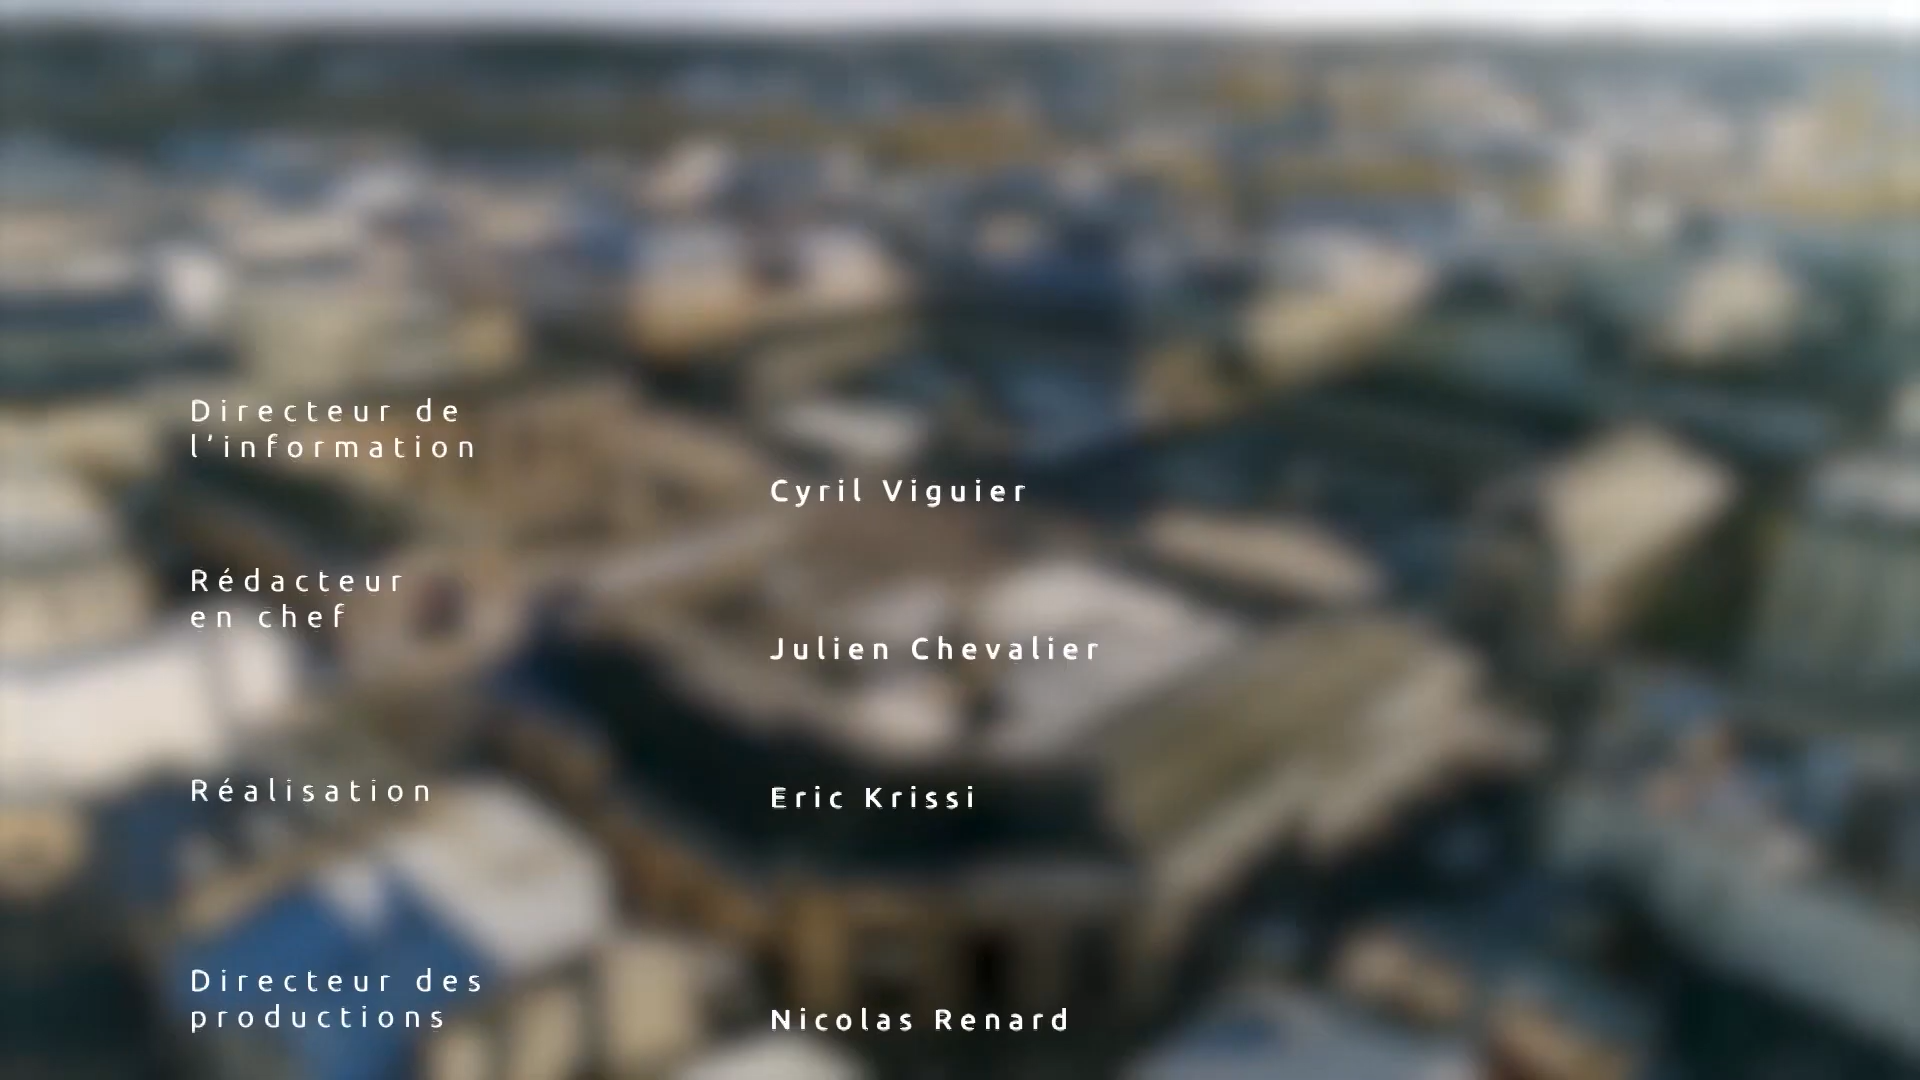 Directeur de
l'information
Cyril Viguier
Rédacteur
en chef
Julien Chevalier
Réalisation
Eric Krissi
Directeur des
productions
Nicolas Renard